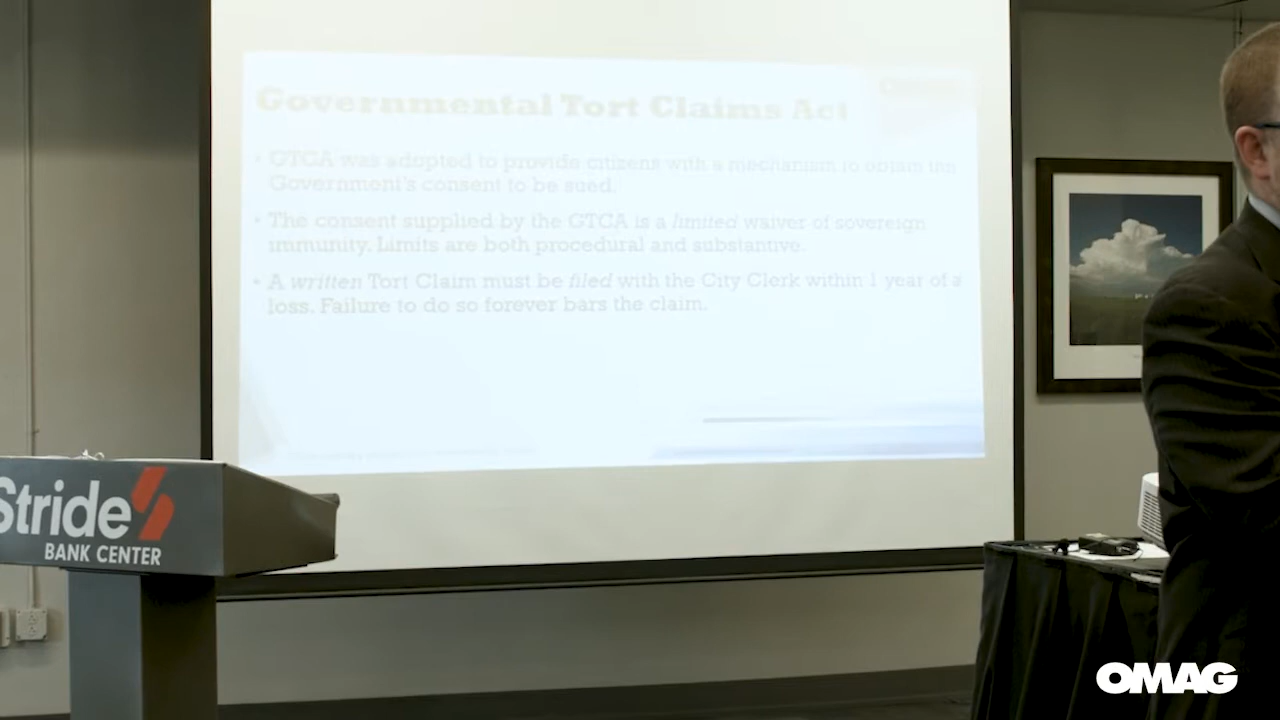 Governmental Tort Claims Act
• GTCA was adopted to provide citizens with a mechanism to obtain the
Government's consent to be sued.
• The consent supplied by the GTCA is a limited waiver of sovereign
immunity. Limits are both procedural and substantive.
• A written Tort Claim must be filed with the City Clerk within 1 year of a
loss. Failure to do so forever bars the claim.
Stride
BANK CENTER
OMAG